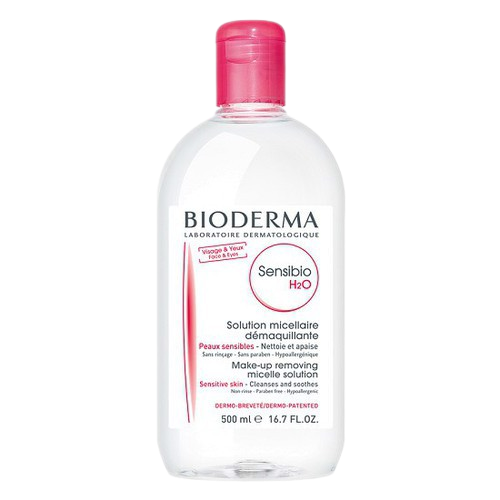 BIODERMA
LABORATOIRE DERMATOLOGIQUE
Visage & Yeux
Face & Eyes
Sensibio
H2O
Solution micellaire
démaquillante
Peaux sensibles - Nettoie et apaise
Sans rinçage - Sans paraben - Hypoallergénique
Make-up removing
micelle solution
Sensitive skin - Cleanses and soothes
Non-rinse - Paraben free - Hypoallergenic
DERMO-BREVETÉ/DERMO-PATENTED
500 ml ℮ 16.7 FL.OZ.